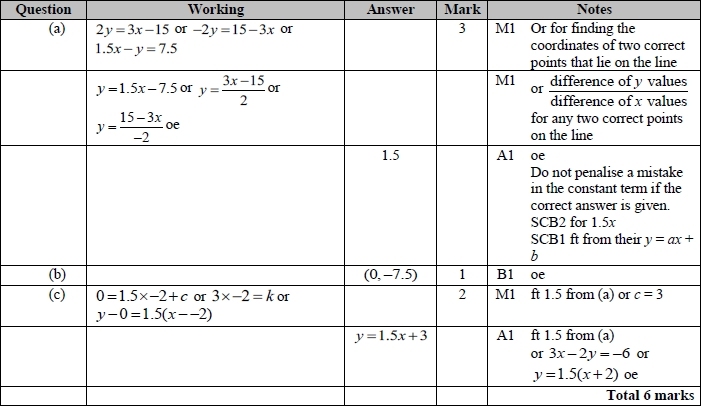 Question Working Answer Mark Notes
(a) 2y = 3x – 15 or –2y = 15 – 3x or 3 M1 Or for finding the
1.5x – y = 7.5 coordinates of two correct
points that lie on the line
y = 1.5x – 7.5 or y = (3x – 15)/2 or M1 or (difference of y values)/(difference of x values)
y = (15 – 3x)/(–2) oe for any two correct points
on the line
1.5 A1 oe
Do not penalise a mistake
in the constant term if the
correct answer is given.
SCB2 for 1.5x
SCB1 ft from their y = ax +
b
(b) (0, –7.5) 1 B1 oe
(c) 0 = 1.5×–2 + c or 3×–2 = k or 2 M1 ft 1.5 from (a) or c = 3
y – 0 = 1.5(x – –2)
y = 1.5x + 3 A1 ft 1.5 from (a)
or 3x – 2y = –6 or
y = 1.5(x + 2) oe
Total 6 marks